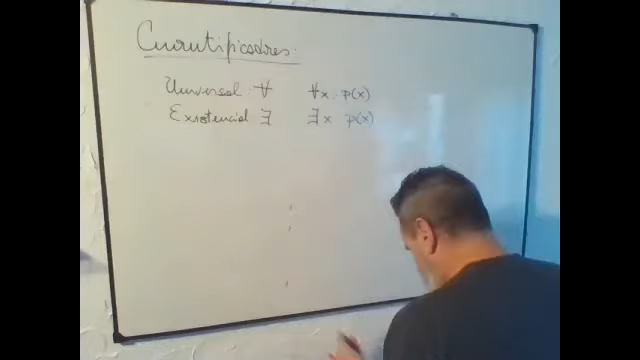 Cuantificadores.
Universal ∀ ∀x p(x)
Existencial ∃ ∃x p(x)